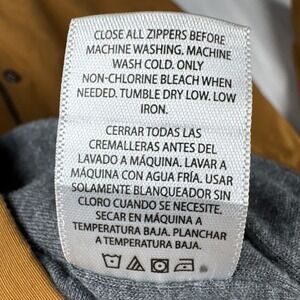 CLOSE ALL ZIPPERS BEFORE
MACHINE WASHING. MACHINE
WASH COLD. ONLY
NON-CHLORINE BLEACH WHEN
NEEDED. TUMBLE DRY LOW. LOW
IRON.
CERRAR TODAS LAS
CREMALLERAS ANTES DEL
LAVADO A MÁQUINA. LAVAR A
MÁQUINA CON AGUA FRÍA. USAR
SOLAMENTE BLANQUEADOR SIN
CLORO CUANDO SE NECESITE.
SECAR EN MÁQUINA A
TEMPERATURA BAJA. PLANCHAR
A TEMPERATURA BAJA.